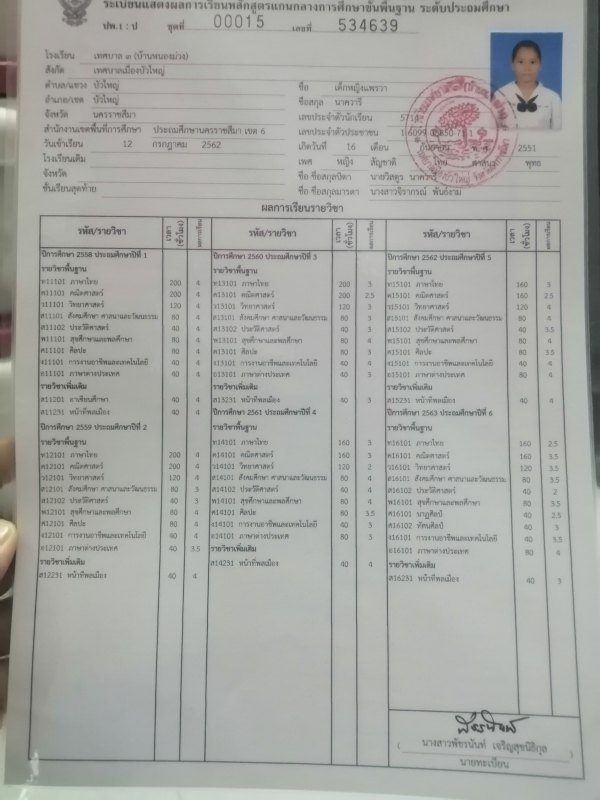 ระเบียนแสดงผลการเรียนหลักสูตรแกนกลางการศึกษาขั้นพื้นฐาน ระดับประถมศึกษา
ปพ.1 : ป ชุดที่ 00015 เลขที่ 534639
โรงเรียน เทศบาล ๓ (บ้านหนองม่วง)
สังกัด เทศบาลเมืองบัวใหญ่
ตำบล/แขวง บัวใหญ่
อำเภอ/เขต บัวใหญ่
จังหวัด นครราชสีมา
สำนักงานเขตพื้นที่การศึกษา ประถมศึกษานครราชสีมา เขต 6
วันเข้าเรียน 12 กรกฎาคม 2562
โรงเรียนเดิม
จังหวัด
ชั้นเรียนสุดท้าย
ชื่อ เด็กหญิงแพรวา
ชื่อสกุล นาควารี
เลขประจำตัวนักเรียน
เลขประจำตัวประชาชน
เกิดวันที่ 16 เดือน กันยายน พ.ศ. 2551
เพศ หญิง สัญชาติ ไทย ศาสนา พุทธ
ชื่อ-ชื่อสกุลบิดา
ชื่อ-ชื่อสกุลมารดา นางสาวจิราภรณ์ พันธ์งาม
ผลการเรียนรายวิชา
รหัส/รายวิชา เวลา (ชั่วโมง) ผลการเรียน
ปีการศึกษา 2558 ประถมศึกษาปีที่ 1
รายวิชาพื้นฐาน
ท11101 ภาษาไทย 200 4
ค11101 คณิตศาสตร์ 200 4
ว11101 วิทยาศาสตร์ 120 4
ส11101 สังคมศึกษา ศาสนาและวัฒนธรรม 80 4
ส11102 ประวัติศาสตร์ 40 4
พ11101 สุขศึกษาและพลศึกษา 80 4
ศ11101 ศิลปะ 80 4
ง11101 การงานอาชีพและเทคโนโลยี 40 4
อ11101 ภาษาต่างประเทศ 40 4
รายวิชาเพิ่มเติม
ส11201 อาเซียนศึกษา 40 4
ส11231 หน้าที่พลเมือง 40 4
ปีการศึกษา 2559 ประถมศึกษาปีที่ 2
รายวิชาพื้นฐาน
ท12101 ภาษาไทย 200 4
ค12101 คณิตศาสตร์ 200 4
ว12101 วิทยาศาสตร์ 120 4
ส12101 สังคมศึกษา ศาสนาและวัฒนธรรม 80 3
ส12102 ประวัติศาสตร์ 40 3
พ12101 สุขศึกษาและพลศึกษา 80 4
ศ12101 ศิลปะ 80 4
ง12101 การงานอาชีพและเทคโนโลยี 40 4
อ12101 ภาษาต่างประเทศ 40 3.5
รายวิชาเพิ่มเติม
ส12231 หน้าที่พลเมือง 40 4
รหัส/รายวิชา เวลา (ชั่วโมง) ผลการเรียน
ปีการศึกษา 2560 ประถมศึกษาปีที่ 3
รายวิชาพื้นฐาน
ท13101 ภาษาไทย 200 3
ค13101 คณิตศาสตร์ 200 2.5
ว13101 วิทยาศาสตร์ 120 3
ส13101 สังคมศึกษา ศาสนาและวัฒนธรรม 80 4
ส13102 ประวัติศาสตร์ 40 3
พ13101 สุขศึกษาและพลศึกษา 80 4
ศ13101 ศิลปะ 80 3
ง13101 การงานอาชีพและเทคโนโลยี 40 4
อ13101 ภาษาต่างประเทศ 40 3
รายวิชาเพิ่มเติม
ส13231 หน้าที่พลเมือง 40 3
ปีการศึกษา 2561 ประถมศึกษาปีที่ 4
รายวิชาพื้นฐาน
ท14101 ภาษาไทย 160 3
ค14101 คณิตศาสตร์ 160 3
ว14101 วิทยาศาสตร์ 120 2
ส14101 สังคมศึกษา ศาสนาและวัฒนธรรม 80 4
ส14102 ประวัติศาสตร์ 40 4
พ14101 สุขศึกษาและพลศึกษา 80 4
ศ14101 ศิลปะ 80 3.5
ง14101 การงานอาชีพและเทคโนโลยี 40 3
อ14101 ภาษาต่างประเทศ 80 3
รายวิชาเพิ่มเติม
ส14231 หน้าที่พลเมือง 40 4
รหัส/รายวิชา เวลา (ชั่วโมง) ผลการเรียน
ปีการศึกษา 2562 ประถมศึกษาปีที่ 5
รายวิชาพื้นฐาน
ท15101 ภาษาไทย 160 3
ค15101 คณิตศาสตร์ 160 2.5
ว15101 วิทยาศาสตร์ 120 4
ส15101 สังคมศึกษา ศาสนาและวัฒนธรรม 80 4
ส15102 ประวัติศาสตร์ 40 3.5
พ15101 สุขศึกษาและพลศึกษา 80 4
ศ15101 ศิลปะ 80 3.5
ง15101 การงานอาชีพและเทคโนโลยี 40 4
อ15101 ภาษาต่างประเทศ 80 4
รายวิชาเพิ่มเติม
ส15231 หน้าที่พลเมือง 40 4
ปีการศึกษา 2563 ประถมศึกษาปีที่ 6
รายวิชาพื้นฐาน
ท16101 ภาษาไทย 160 2.5
ค16101 คณิตศาสตร์ 160 3.5
ว16101 วิทยาศาสตร์ 120 3.5
ส16101 สังคมศึกษา ศาสนาและวัฒนธรรม 80 3.5
ส16102 ประวัติศาสตร์ 40 2
พ16101 สุขศึกษาและพลศึกษา 80 3.5
ศ16101 นาฏศิลป์ 40 2.5
ศ16102 ทัศนศิลป์ 40 3
ง16101 การงานอาชีพและเทคโนโลยี 40 3.5
อ16101 ภาษาต่างประเทศ 80 4
รายวิชาเพิ่มเติม
ส16231 หน้าที่พลเมือง 40 3
( นางสาวพัชรนันท์ เจริญสุขนิธิกุล )
นายทะเบียน